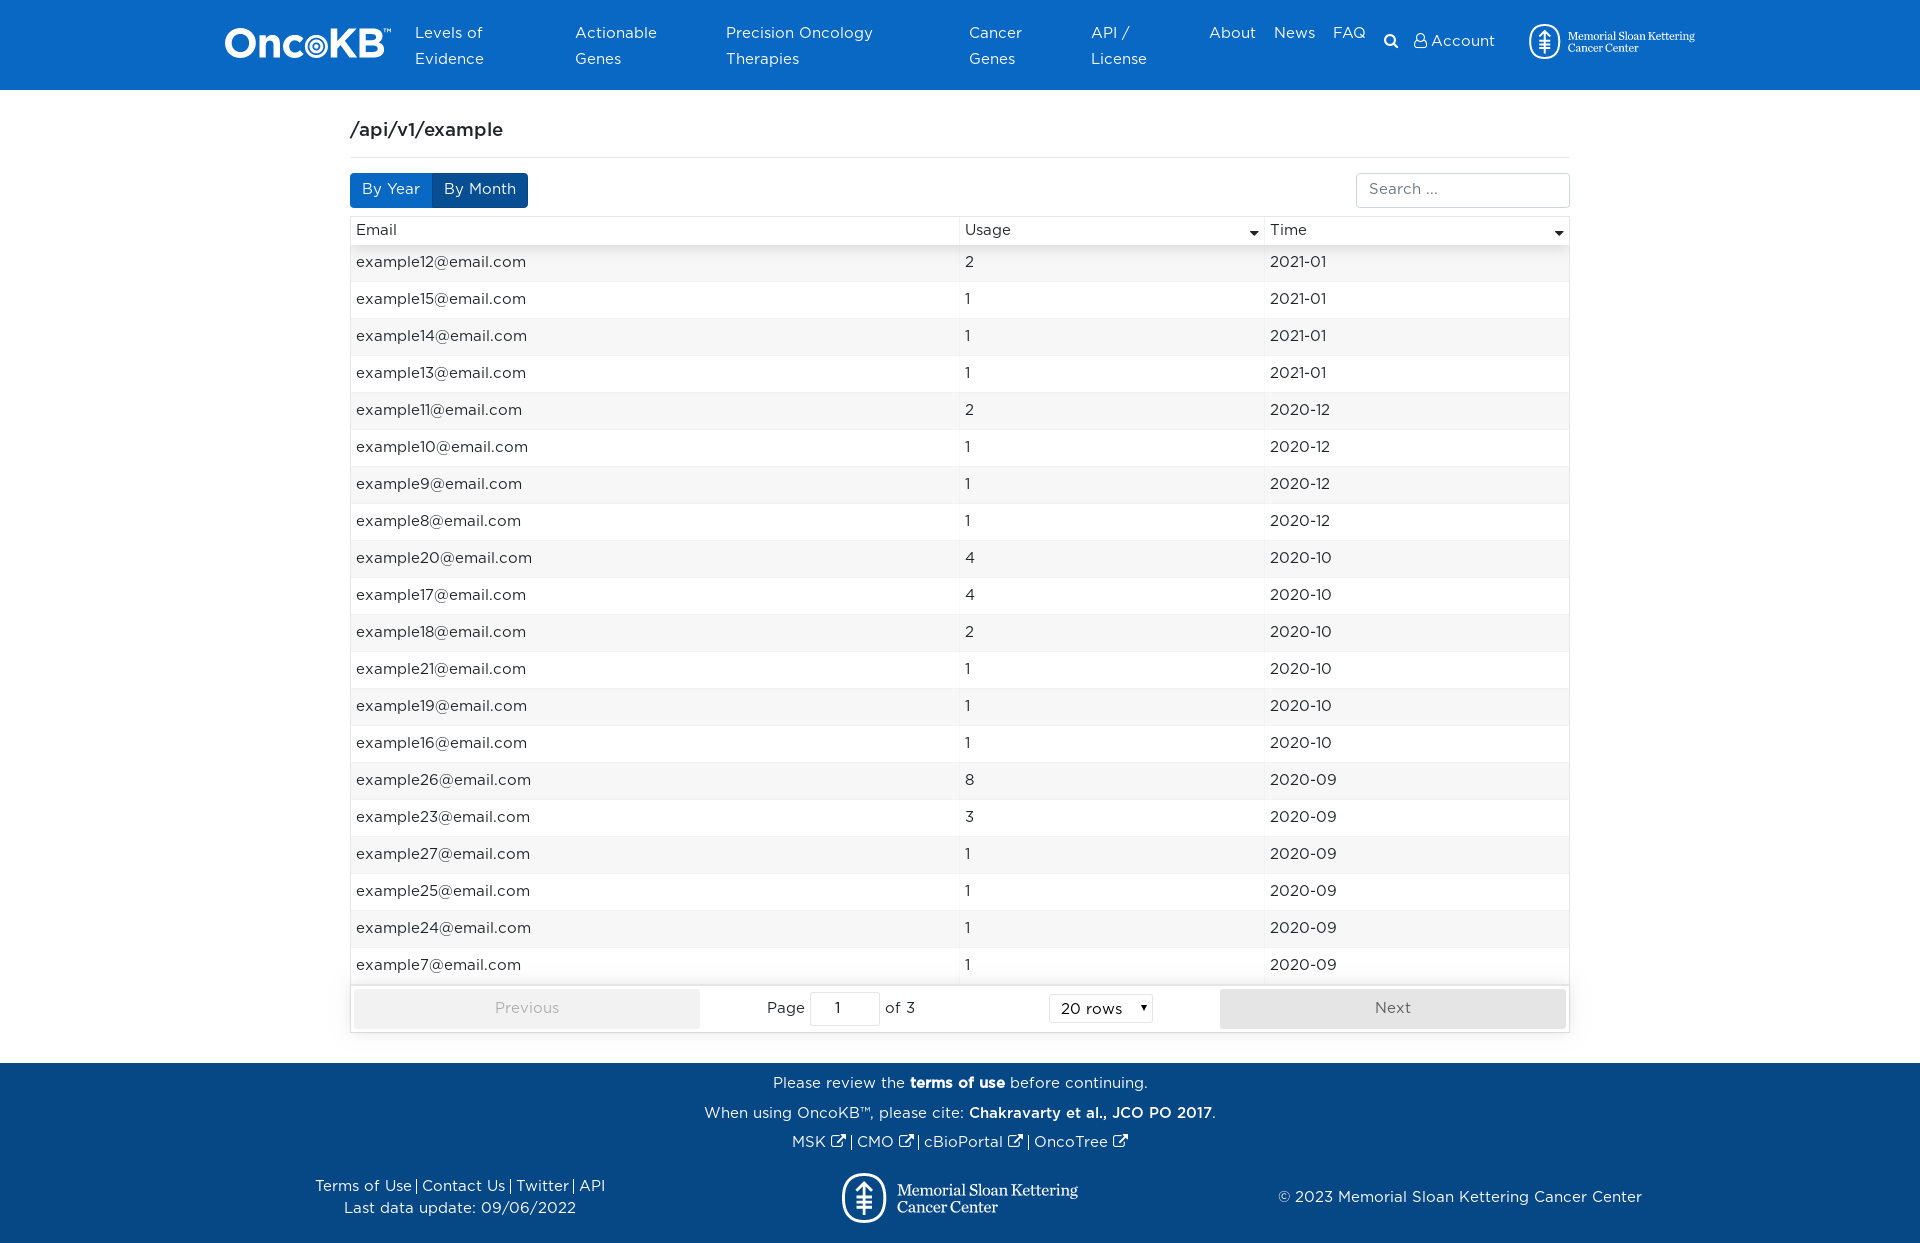 OncoKB™
Levels of Evidence
Actionable Genes
Precision Oncology Therapies
Cancer Genes
API / License
About
News
FAQ
Account
Memorial Sloan Kettering Cancer Center
/api/v1/example
By Year By Month
Search ...
Email Usage Time
example12@email.com 2 2021-01
example15@email.com 1 2021-01
example14@email.com 1 2021-01
example13@email.com 1 2021-01
example11@email.com 2 2020-12
example10@email.com 1 2020-12
example9@email.com 1 2020-12
example8@email.com 1 2020-12
example20@email.com 4 2020-10
example17@email.com 4 2020-10
example18@email.com 2 2020-10
example21@email.com 1 2020-10
example19@email.com 1 2020-10
example16@email.com 1 2020-10
example26@email.com 8 2020-09
example23@email.com 3 2020-09
example27@email.com 1 2020-09
example25@email.com 1 2020-09
example24@email.com 1 2020-09
example7@email.com 1 2020-09
Previous Page 1 of 3 20 rows Next
Please review the terms of use before continuing.
When using OncoKB™, please cite: Chakravarty et al., JCO PO 2017.
MSK | CMO | cBioPortal | OncoTree
Terms of Use | Contact Us | Twitter | API
Last data update: 09/06/2022
Memorial Sloan Kettering
Cancer Center
© 2023 Memorial Sloan Kettering Cancer Center